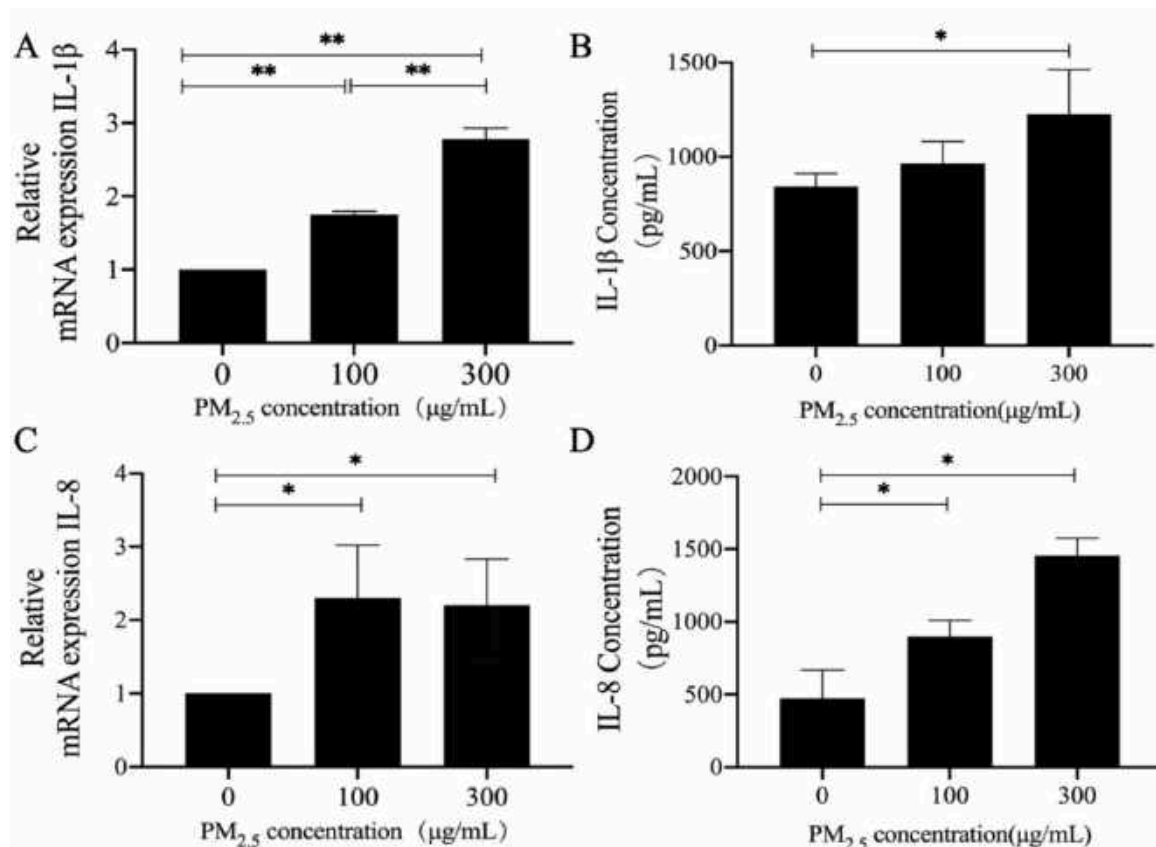 A
Relative
mRNA expression IL-1β
4
3
2
1
0
**
**
**
0 100 300
PM2.5 concentration（μg/mL）
B
IL-1β Concentration
（pg/mL）
1500
1000
500
0
*
0 100 300
PM2.5 concentration(μg/mL)
C
Relative
mRNA expression IL-8
4
3
2
1
0
*
*
0 100 300
PM2.5 concentration（μg/mL）
D
IL-8 Concentration
（pg/mL）
2000
1500
1000
500
0
*
*
0 100 300
PM2.5 concentration(μg/mL)